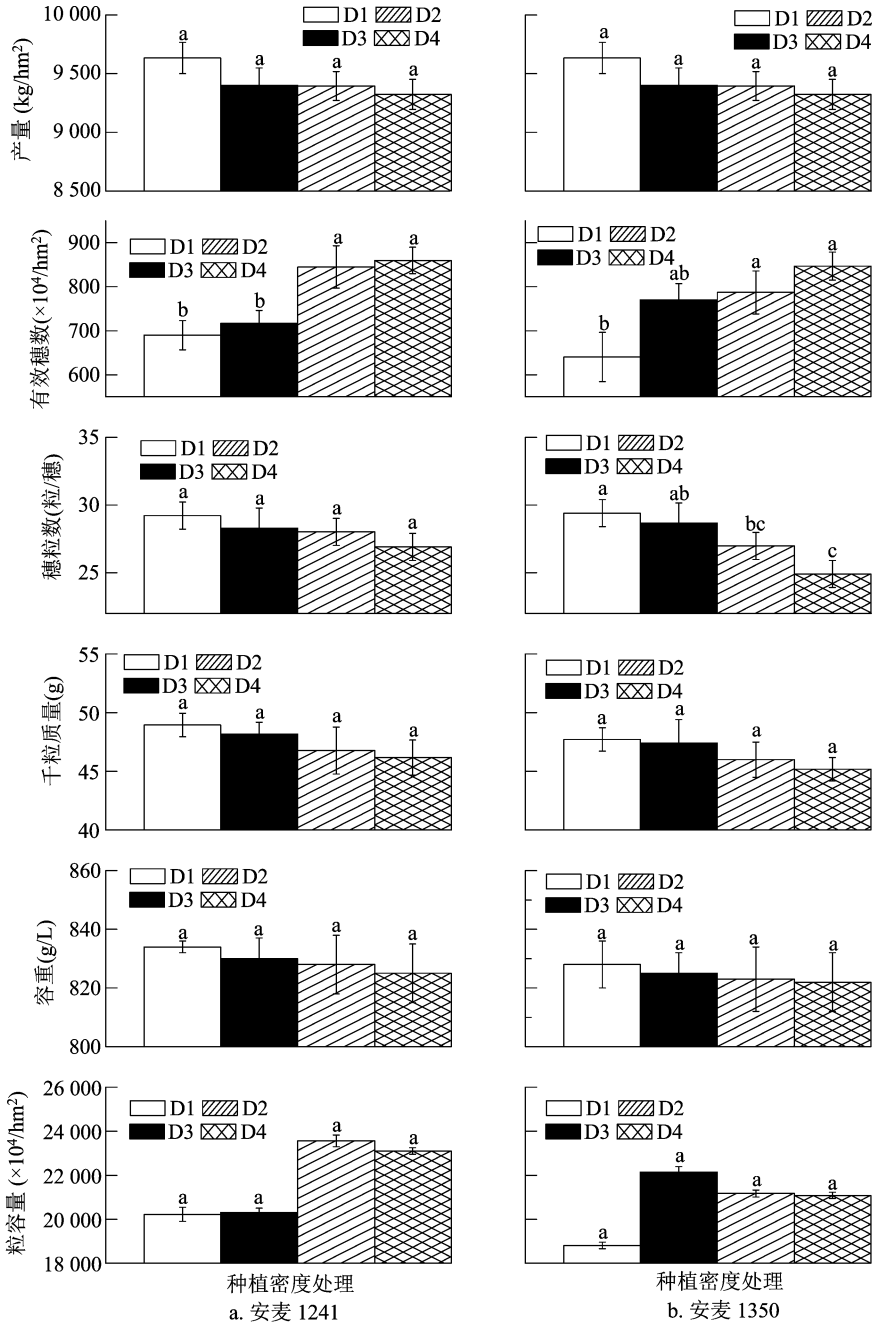 10 000
9 500
9 000
8 500
产量 (kg/hm²)
D1 D2
D3 D4
a a a a
D1 D2
D3 D4
a a a a
900
800
700
600
有效穗数(×10⁴/hm²)
D1 D2
D3 D4
b b a a
D1 D2
D3 D4
b ab a a
35
30
25
穗粒数(粒/穗)
D1 D2
D3 D4
a a a a
D1 D2
D3 D4
a ab bc c
55
50
45
40
千粒质量(g)
D1 D2
D3 D4
a a a a
D1 D2
D3 D4
a a a a
860
840
820
800
容重(g/L)
D1 D2
D3 D4
a a a a
D1 D2
D3 D4
a a a a
26 000
24 000
22 000
20 000
18 000
粒容量 (×10⁴/hm²)
D1 D2
D3 D4
a a a a
D1 D2
D3 D4
a a a a
种植密度处理
a. 安麦 1241
种植密度处理
b. 安麦 1350